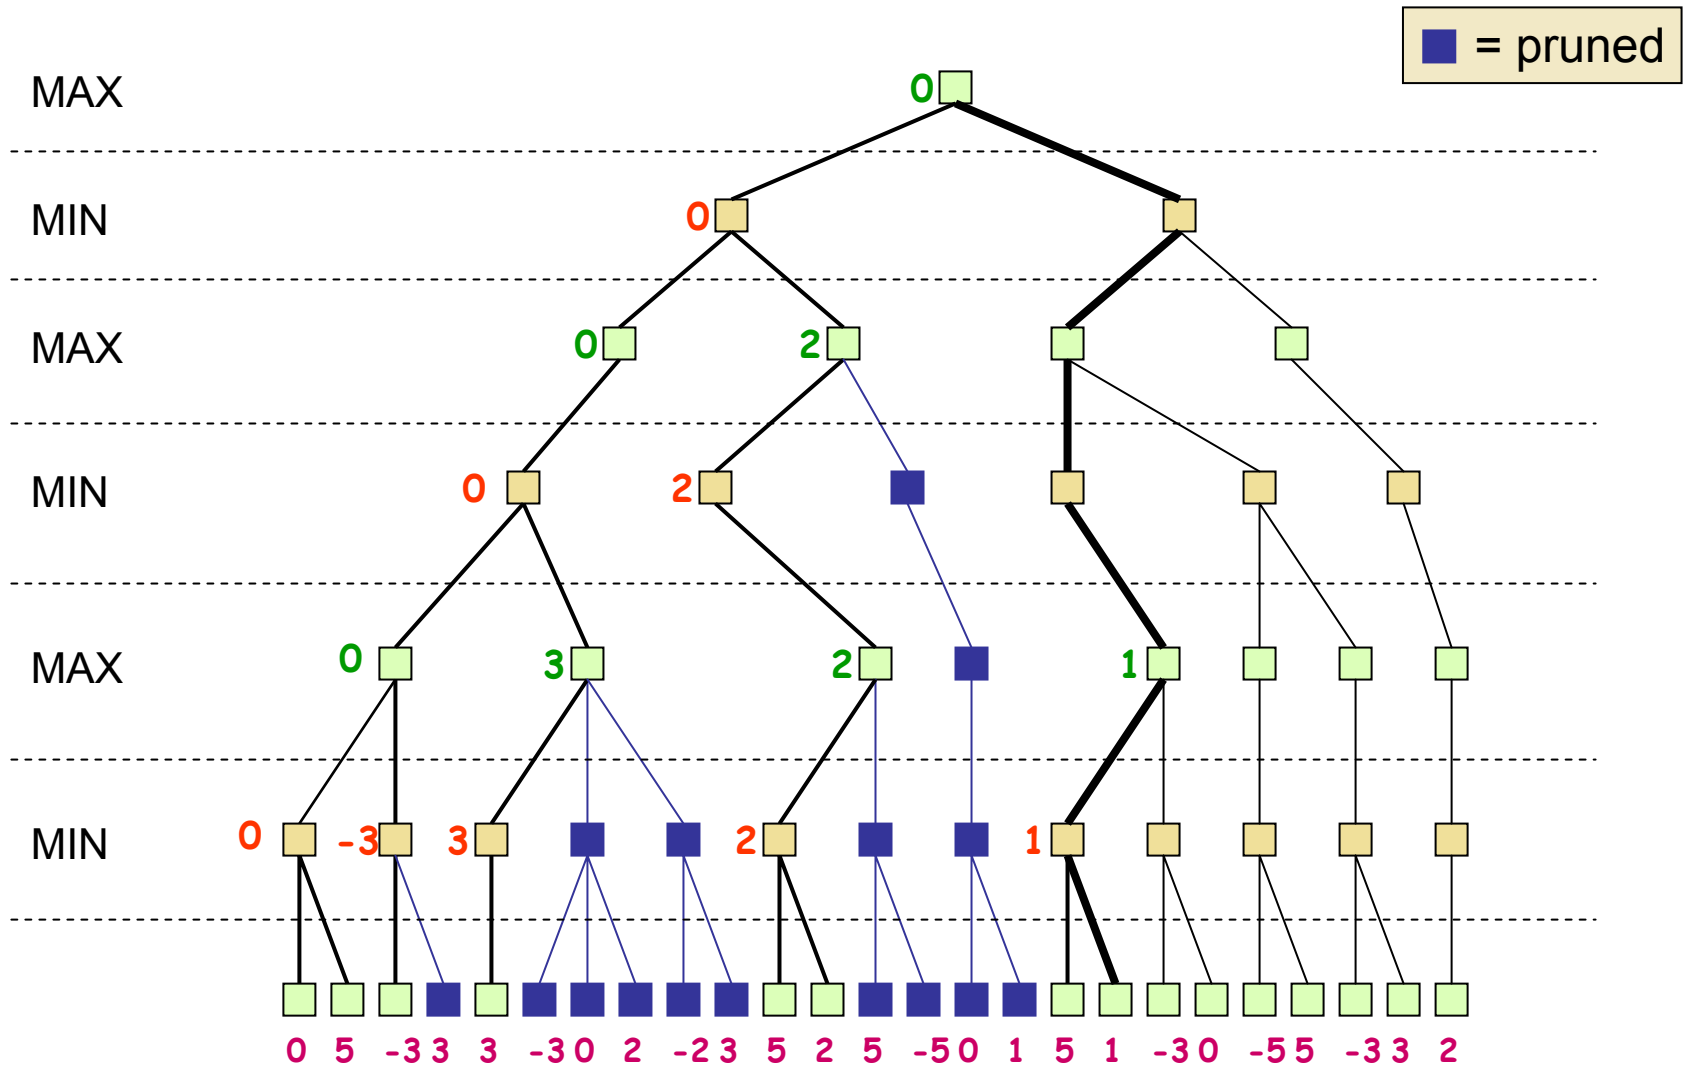 = pruned
MAX 0
MIN 0
MAX 0 2
MIN 0 2
MAX 0 3 2 1
MIN 0 -3 3 2 1
0 5 -3 3 3 -3 0 2 -2 3 5 2 5 -5 0 1 5 1 -3 0 -5 5 -3 3 2